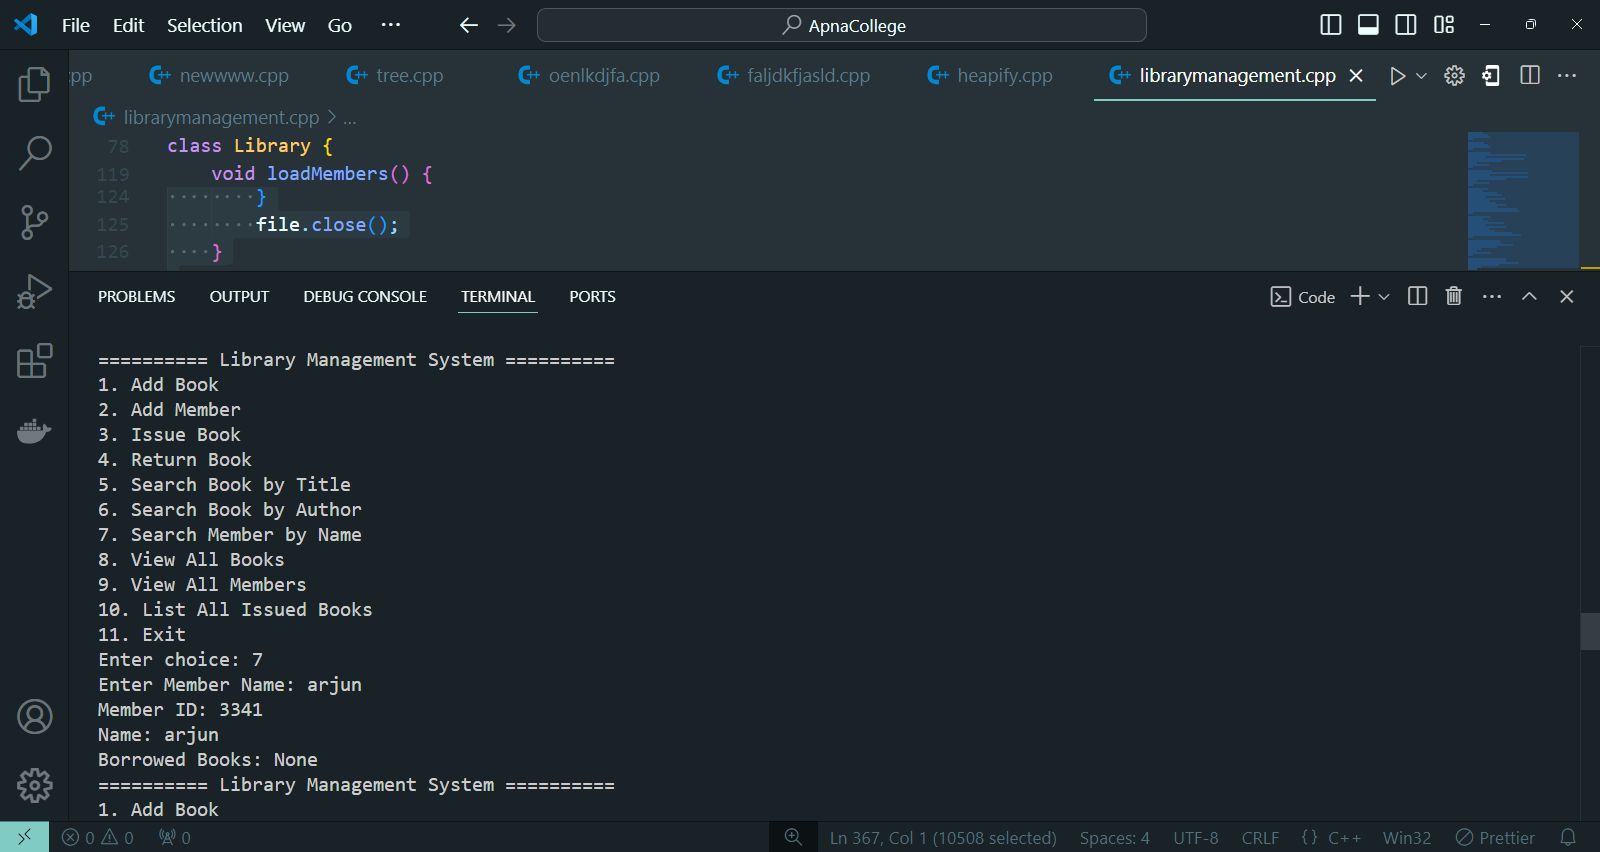 File Edit Selection View Go ··· ApnaCollege
cpp newwww.cpp tree.cpp oenlkdjfa.cpp faljdkfjasld.cpp heapify.cpp librarymanagement.cpp
librarymanagement.cpp > ...
78 class Library {
119 void loadMembers() {
124 }
125 file.close();
126 }
PROBLEMS OUTPUT DEBUG CONSOLE TERMINAL PORTS Code
========== Library Management System ==========
1. Add Book
2. Add Member
3. Issue Book
4. Return Book
5. Search Book by Title
6. Search Book by Author
7. Search Member by Name
8. View All Books
9. View All Members
10. List All Issued Books
11. Exit
Enter choice: 7
Enter Member Name: arjun
Member ID: 3341
Name: arjun
Borrowed Books: None
========== Library Management System ==========
1. Add Book
0 0 0 Ln 367, Col 1 (10508 selected) Spaces: 4 UTF-8 CRLF {} C++ Win32 Prettier